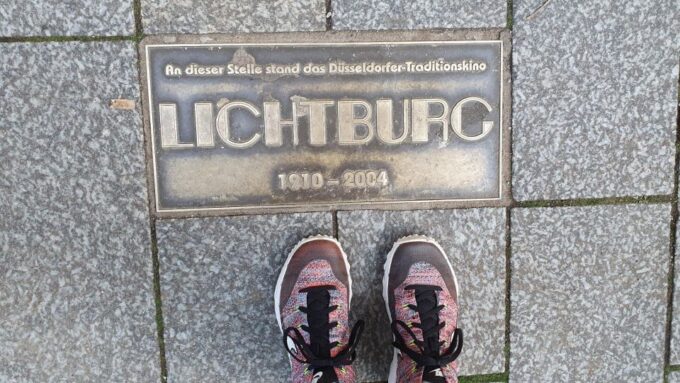 An dieser Stelle stand das Düsseldorfer-Traditionskino
LICHTBURG
1910 – 2004